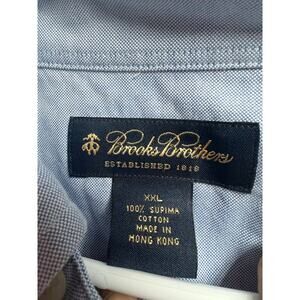 Brooks Brothers
ESTABLISHED 1818
XXL
100% SUPIMA
COTTON
MADE IN
HONG KONG